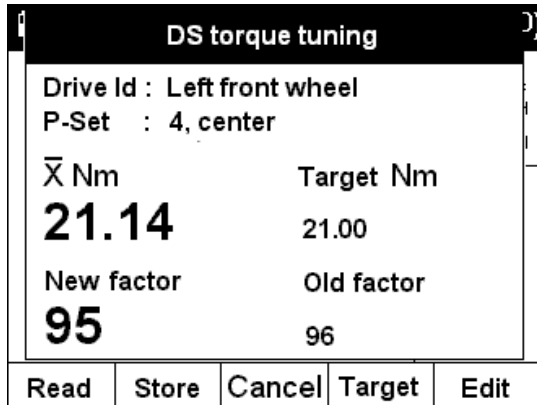 DS torque tuning
Drive Id : Left front wheel
P-Set : 4, center
X̅ Nm Target Nm
21.14 21.00
New factor Old factor
95 96
Read Store Cancel Target Edit